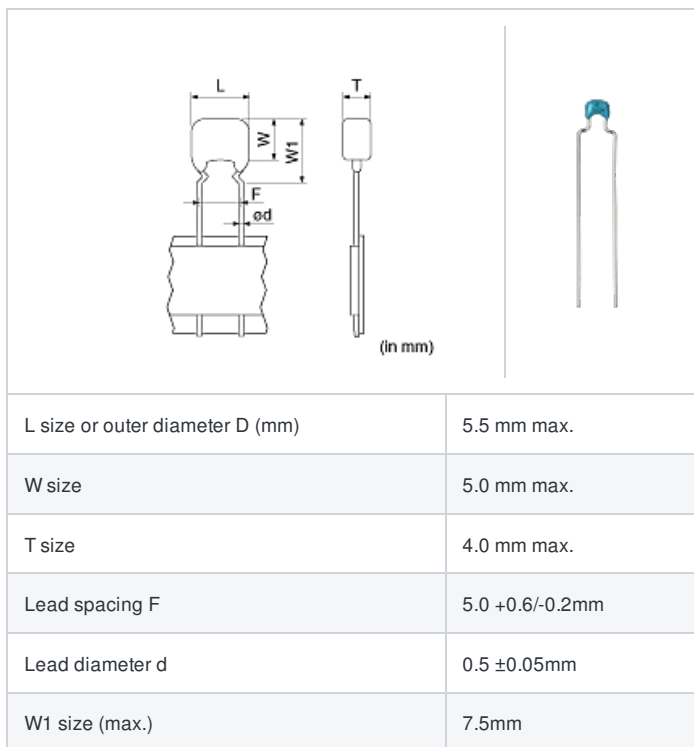 L
T
W
W1
F
ød
(in mm)
L size or outer diameter D (mm) 5.5 mm max.
W size 5.0 mm max.
T size 4.0 mm max.
Lead spacing F 5.0 +0.6/-0.2mm
Lead diameter d 0.5 ±0.05mm
W1 size (max.) 7.5mm